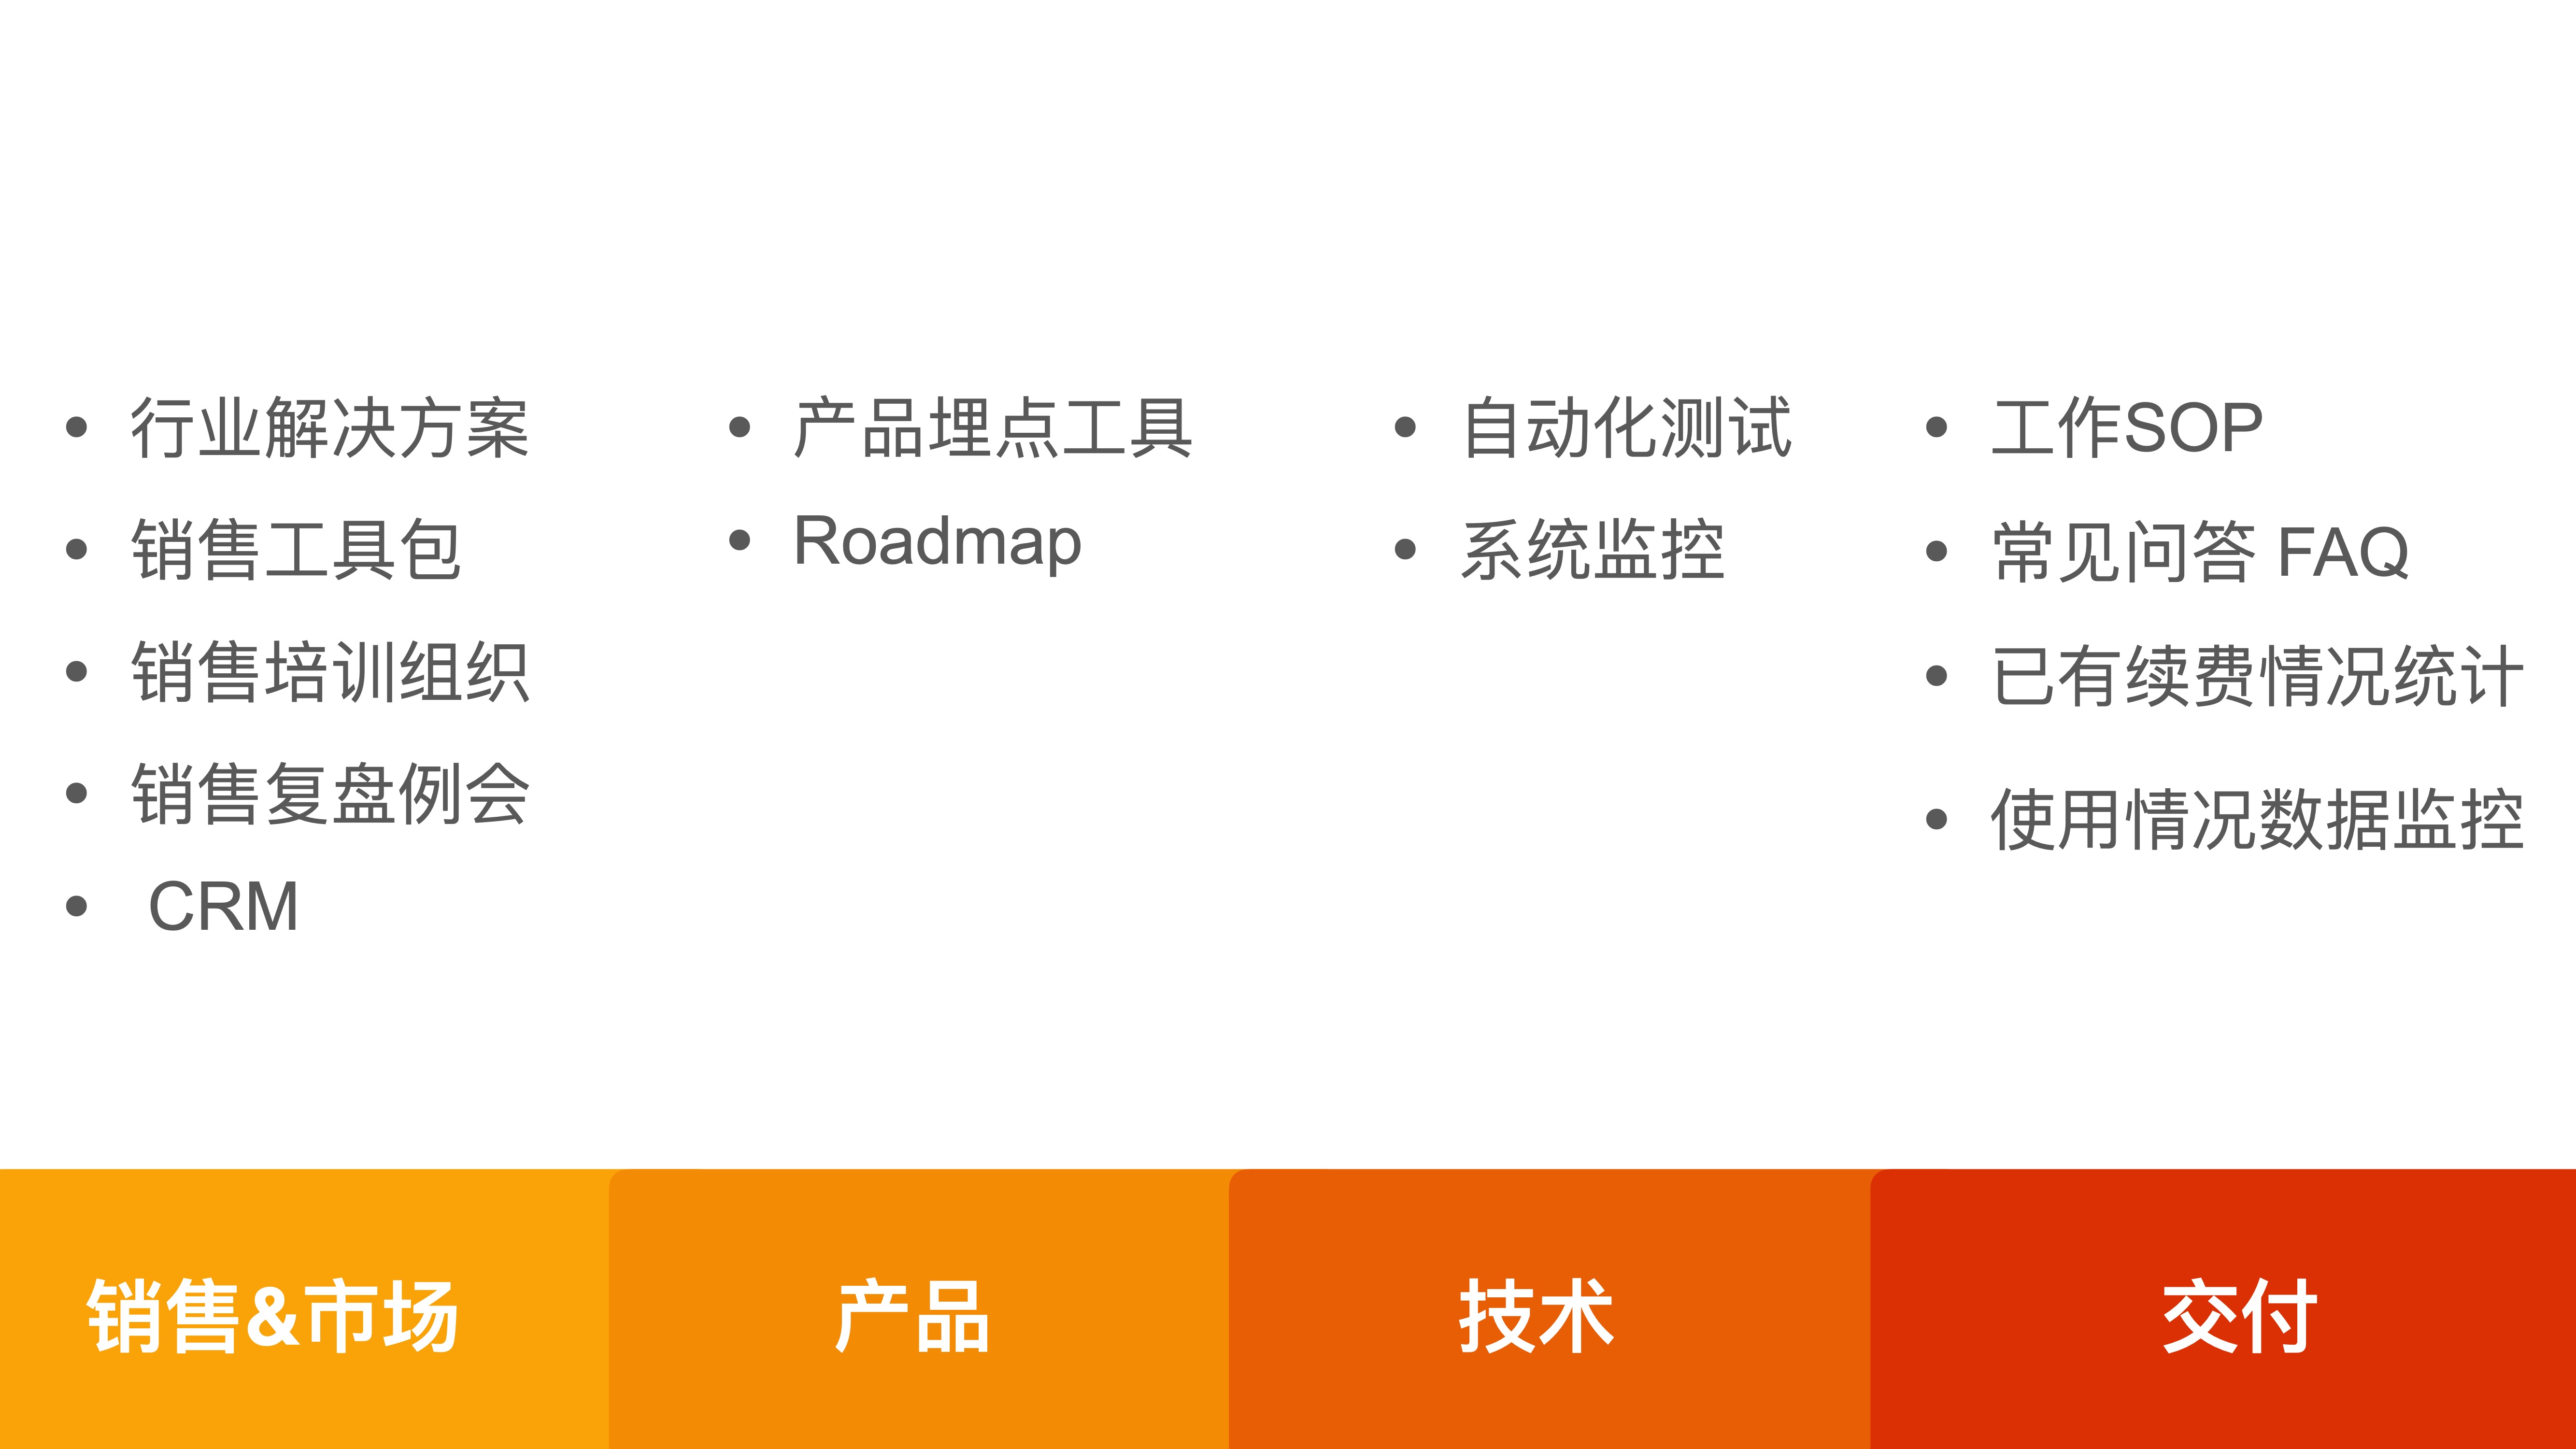 行业解决方案
销售工具包
销售培训组织
销售复盘例会
CRM
产品埋点工具
Roadmap
自动化测试
系统监控
工作SOP
常见问答 FAQ
已有续费情况统计
使用情况数据监控
销售&市场
产品
技术
交付